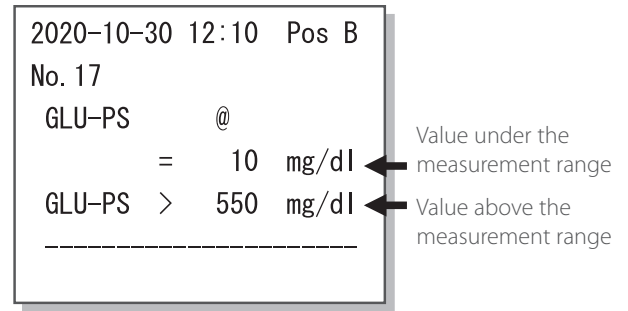 2020-10-30 12:10 Pos B
No. 17
GLU-PS @
= 10 mg/dl
GLU-PS > 550 mg/dl
---------------------
Value under the
measurement range
Value above the
measurement range